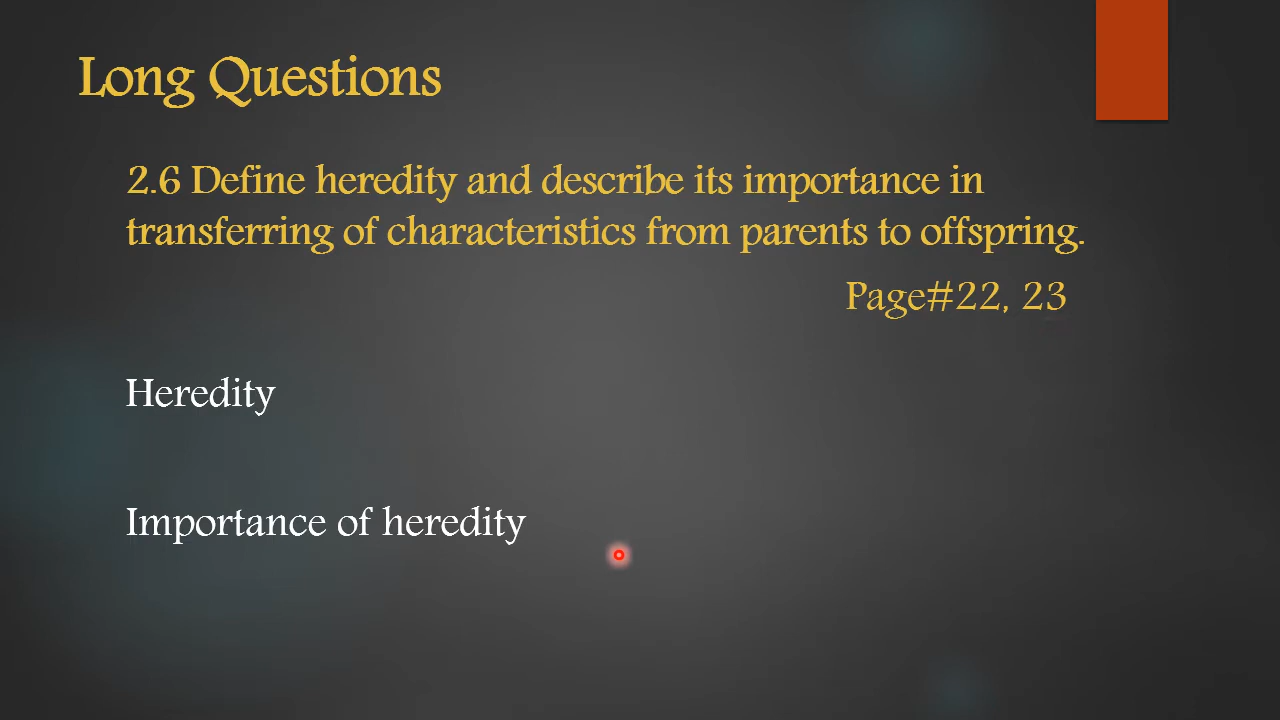 Long Questions
2.6 Define heredity and describe its importance in
transferring of characteristics from parents to offspring.
Page#22, 23
Heredity
Importance of heredity